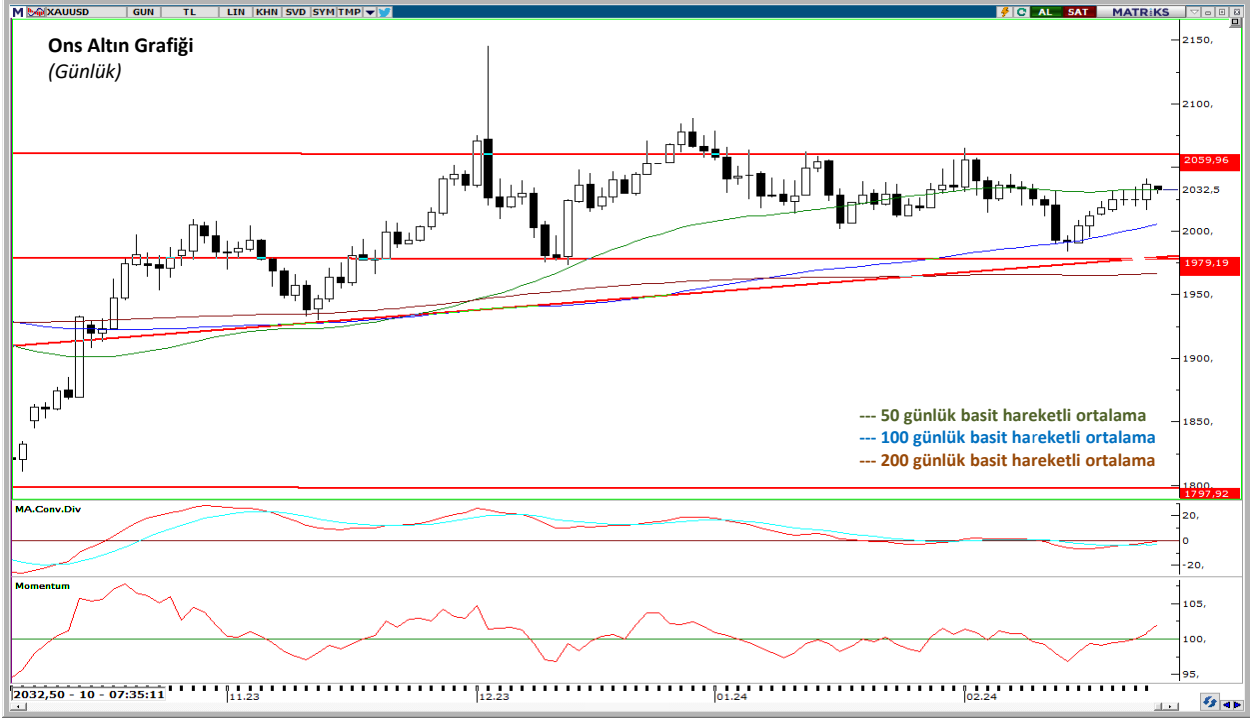 M XAUUSD GUN TL LIN KHN SVD SYM TMP AL SAT MATRİKS
Ons Altın Grafiği
(Günlük)
2150,
2100,
2059,96
2032,5
2000,
1979,19
1950,
1900,
1850,
--- 50 günlük basit hareketli ortalama
--- 100 günlük basit hareketli ortalama
--- 200 günlük basit hareketli ortalama
1800,
1797,92
MA.Conv.Div
20,
0
-20,
Momentum
105,
100,
95,
2032,50 - 10 - 07:35:11
11.23 12.23 01.24 02.24